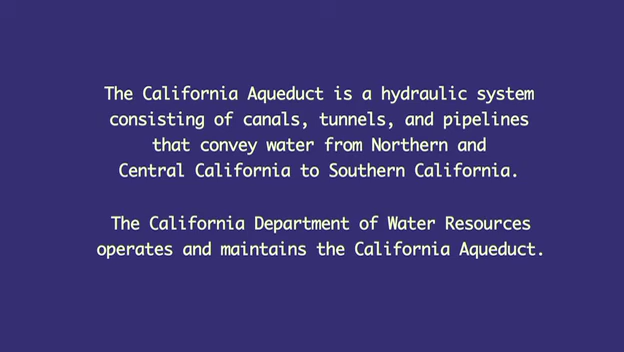 The California Aqueduct is a hydraulic system
consisting of canals, tunnels, and pipelines
that convey water from Northern and
Central California to Southern California.
The California Department of Water Resources
operates and maintains the California Aqueduct.